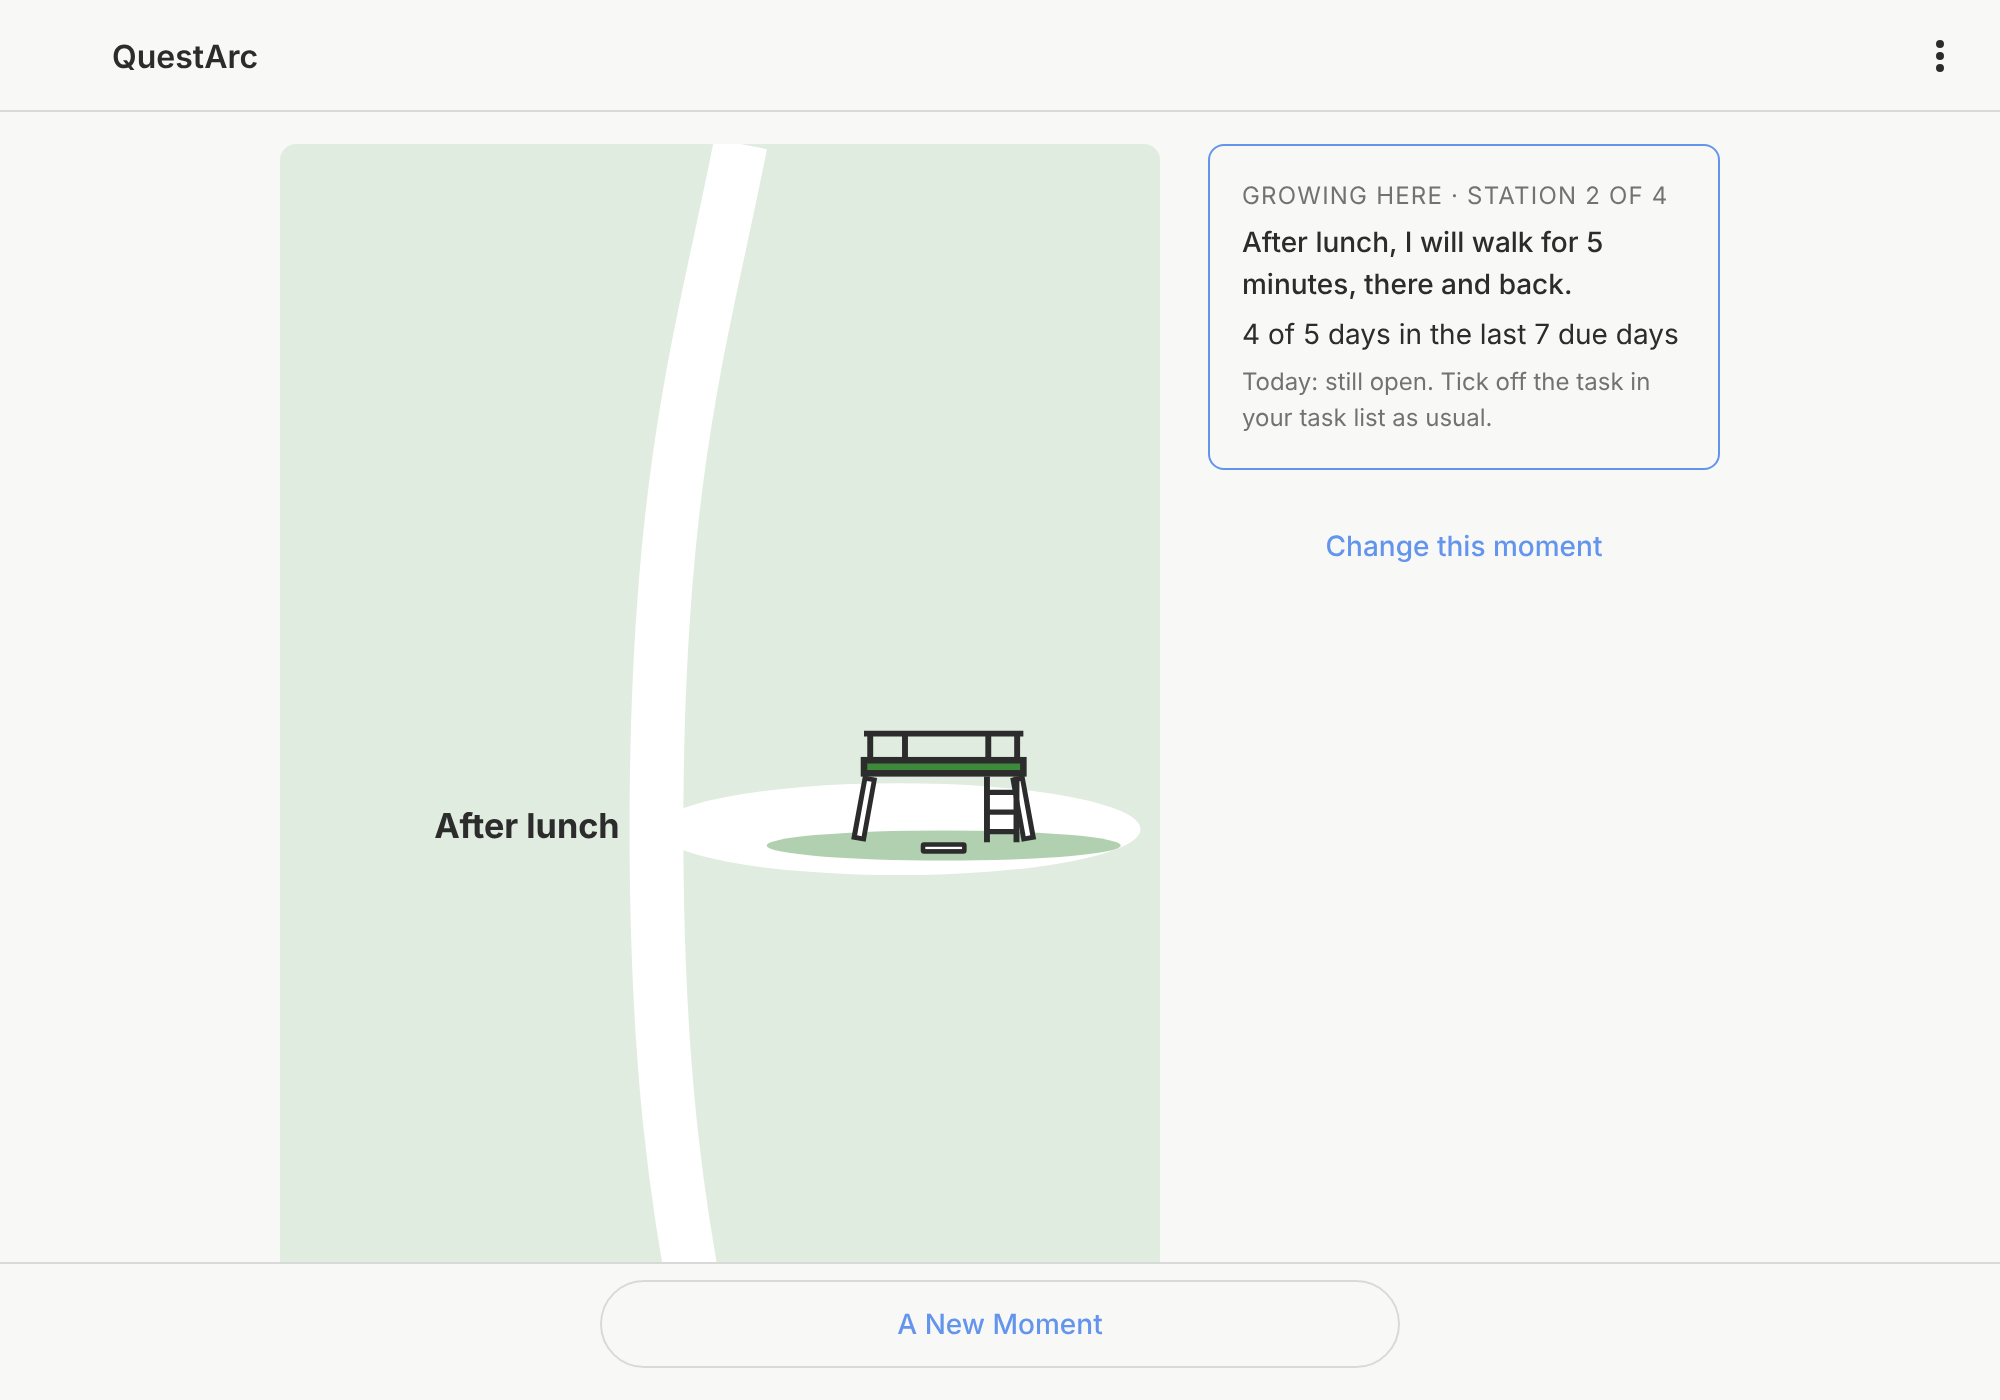 QuestArc
GROWING HERE · STATION 2 OF 4
After lunch, I will walk for 5
minutes, there and back.
4 of 5 days in the last 7 due days
Today: still open. Tick off the task in
your task list as usual.
Change this moment
After lunch
A New Moment